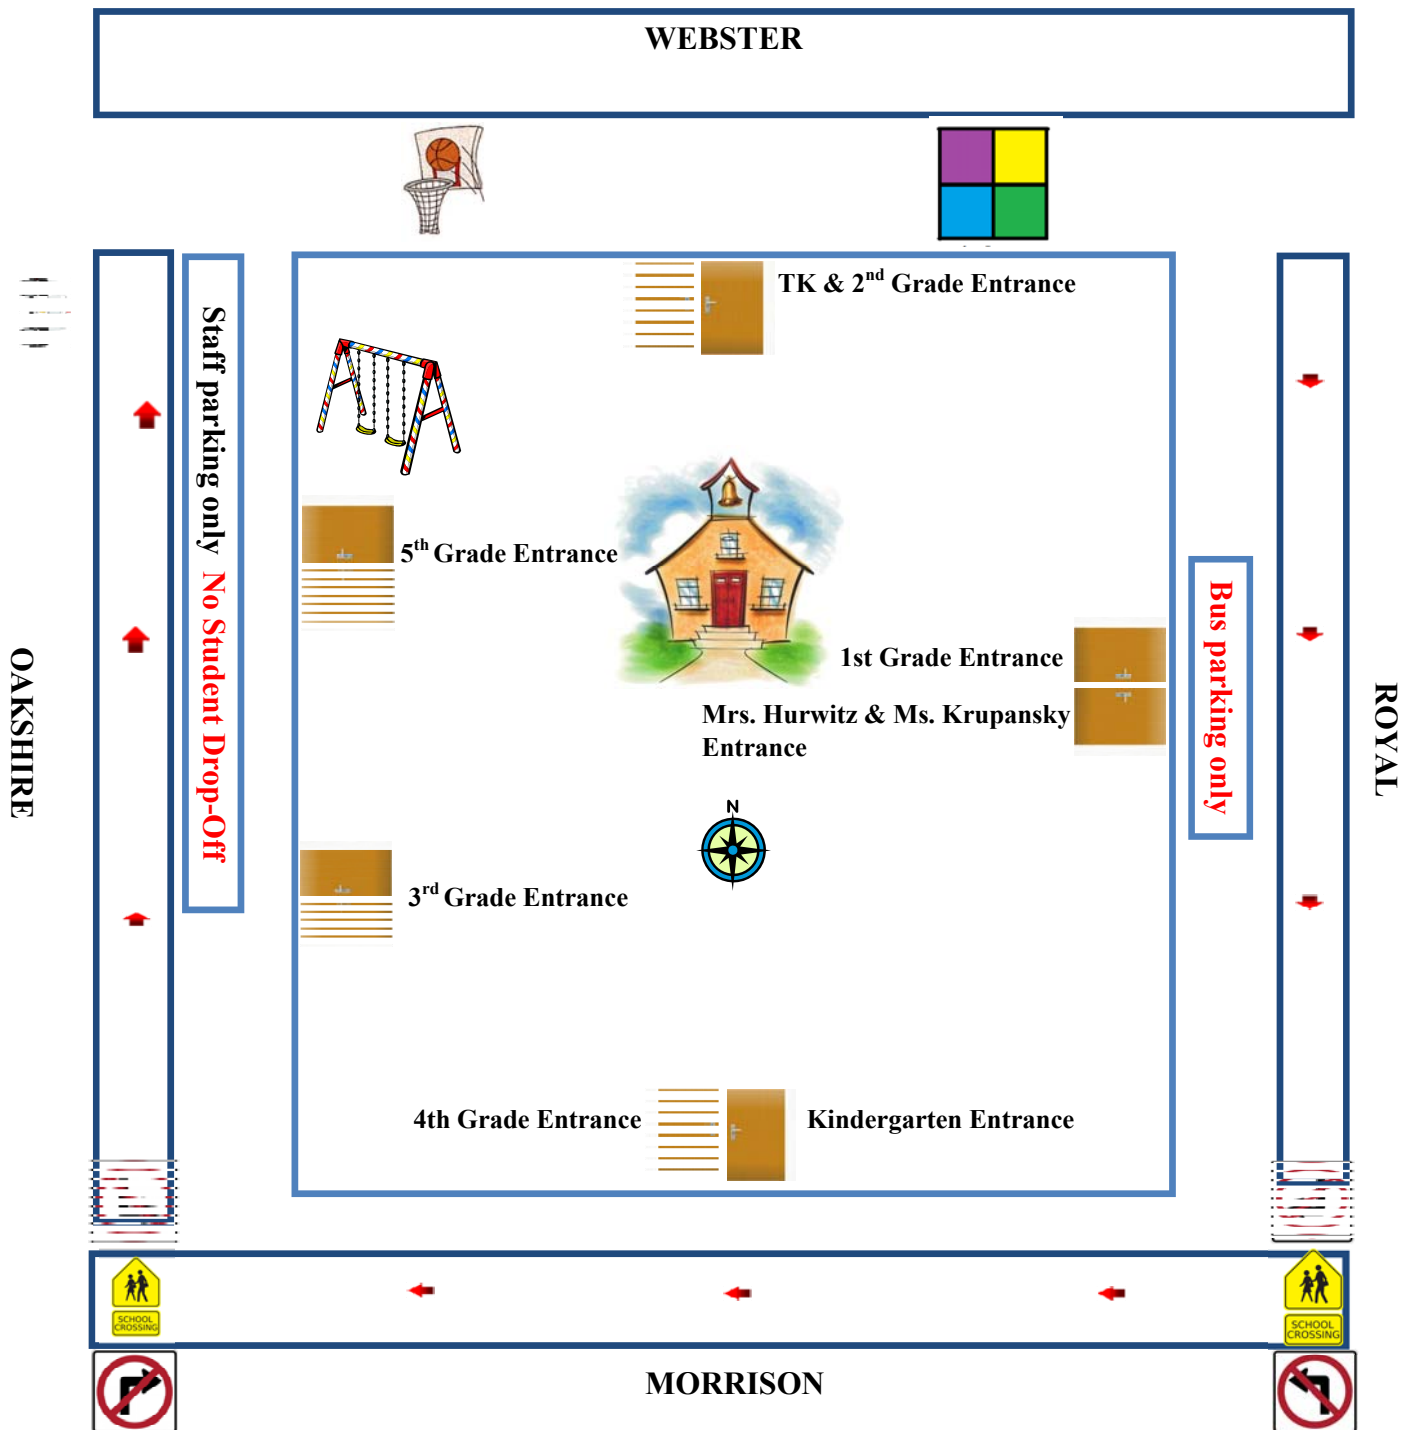 WEBSTER
TK & 2nd Grade Entrance
Staff parking only No Student Drop-Off
5th Grade Entrance
1st Grade Entrance
Mrs. Hurwitz & Ms. Krupansky
Entrance
Bus parking only
OAKSHIRE
ROYAL
N
3rd Grade Entrance
4th Grade Entrance
Kindergarten Entrance
SCHOOL
CROSSING
SCHOOL
CROSSING
MORRISON